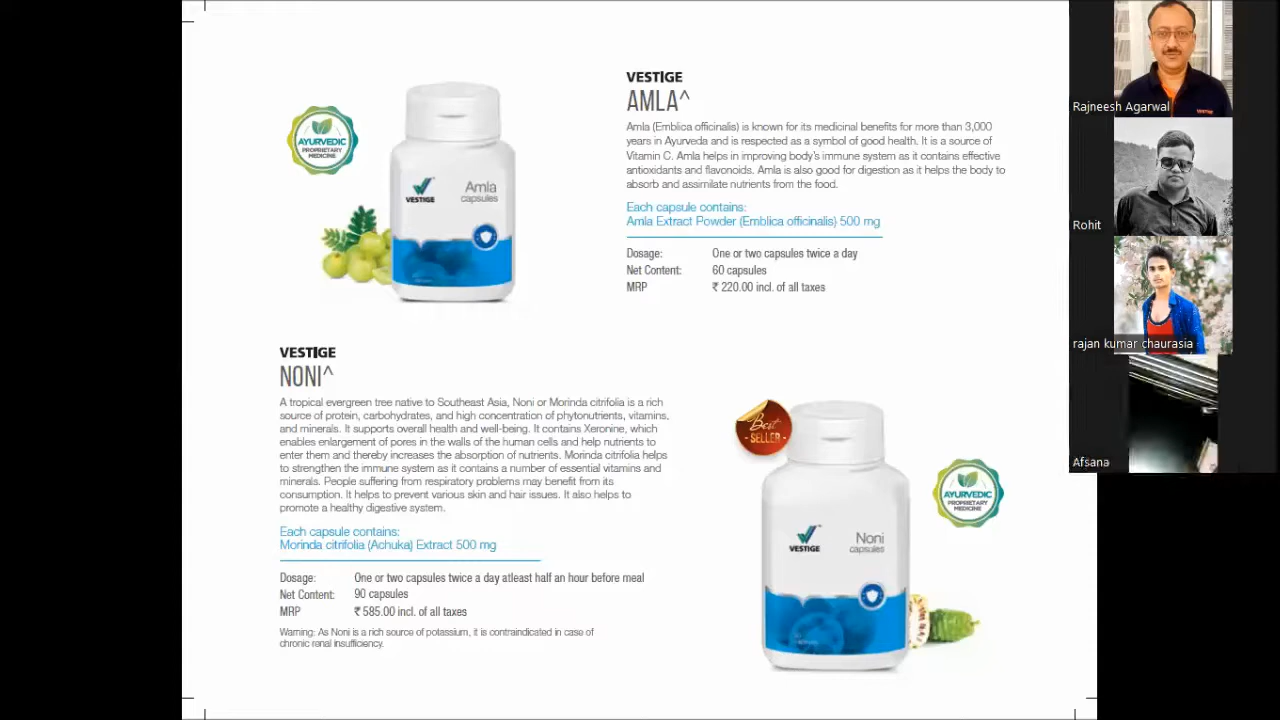 VESTIGE
AMLA^
Amla (Emblica officinalis) is known for its medicinal benefits for more than 3,000
years in Ayurveda and is respected as a symbol of good health. It is a source of
Vitamin C. Amla helps in improving body's immune system as it contains effective
antioxidants and flavonoids. Amla is also good for digestion as it helps the body to
absorb and assimilate nutrients from the food.
Each capsule contains:
Amla Extract Powder (Emblica officinalis) 500 mg
Dosage: One or two capsules twice a day
Net Content: 60 capsules
MRP ₹ 220.00 incl. of all taxes
AYURVEDIC
PROPRIETARY
MEDICINE
VESTIGE
Amla
capsules
VESTIGE
NONI^
A tropical evergreen tree native to Southeast Asia, Noni or Morinda citrifolia is a rich
source of protein, carbohydrates, and high concentration of phytonutrients, vitamins,
and minerals. It supports overall health and well-being. It contains Xeronine, which
enables enlargement of pores in the walls of the human cells and help nutrients to
enter them and thereby increases the absorption of nutrients. Morinda citrifolia helps
to strengthen the immune system as it contains a number of essential vitamins and
minerals. People suffering from respiratory problems may benefit from its
consumption. It helps to prevent various skin and hair issues. It also helps to
promote a healthy digestive system.
Each capsule contains:
Morinda citrifolia (Achuka) Extract 500 mg
Dosage: One or two capsules twice a day atleast half an hour before meal
Net Content: 90 capsules
MRP ₹ 585.00 incl. of all taxes
Warning: As Noni is a rich source of potassium, it is contraindicated in case of
chronic renal insufficiency.
Best
- SELLER -
AYURVEDIC
PROPRIETARY
MEDICINE
VESTIGE
Noni
capsules
Rajneesh Agarwal
Rohit
rajan kumar chaurasia
Afsana